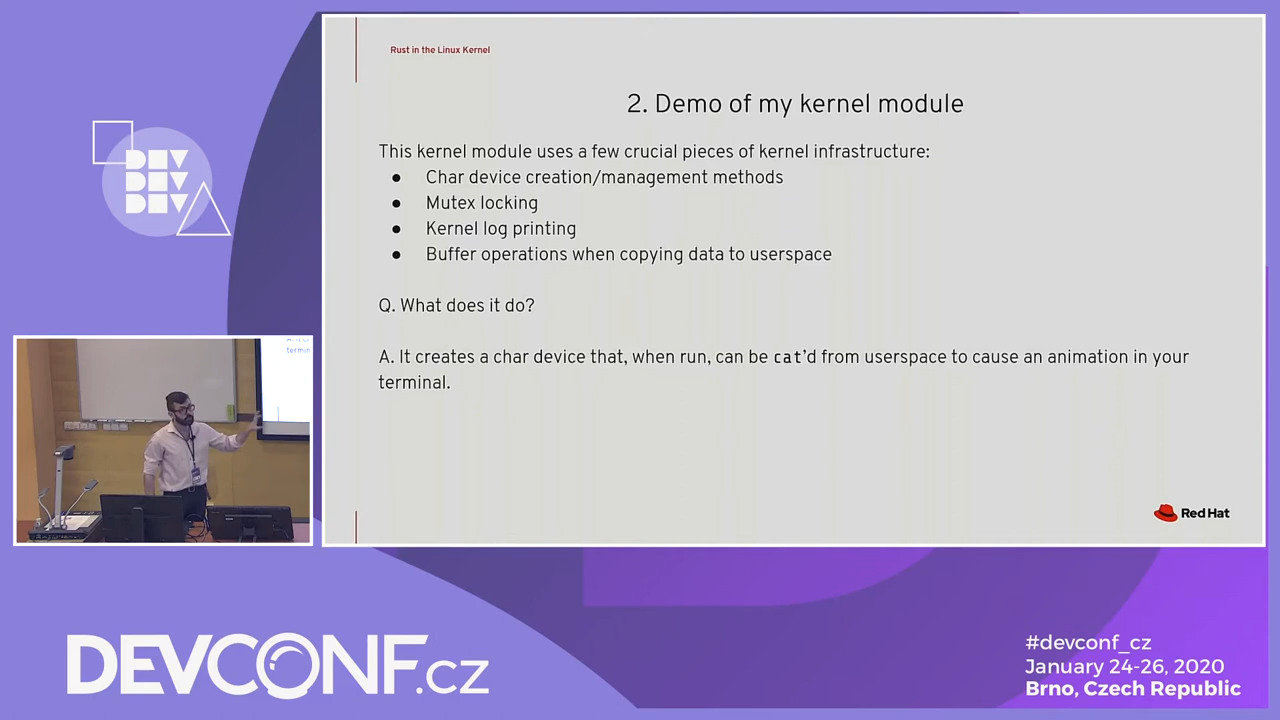 Rust in the Linux Kernel
2. Demo of my kernel module
This kernel module uses a few crucial pieces of kernel infrastructure:
● Char device creation/management methods
● Mutex locking
● Kernel log printing
● Buffer operations when copying data to userspace
Q. What does it do?
A. It creates a char device that, when run, can be cat'd from userspace to cause an animation in your
terminal.
Red Hat
DEV
DEV
DEV
termin
DEVCONF.cz
#devconf_cz
January 24-26, 2020
Brno, Czech Republic